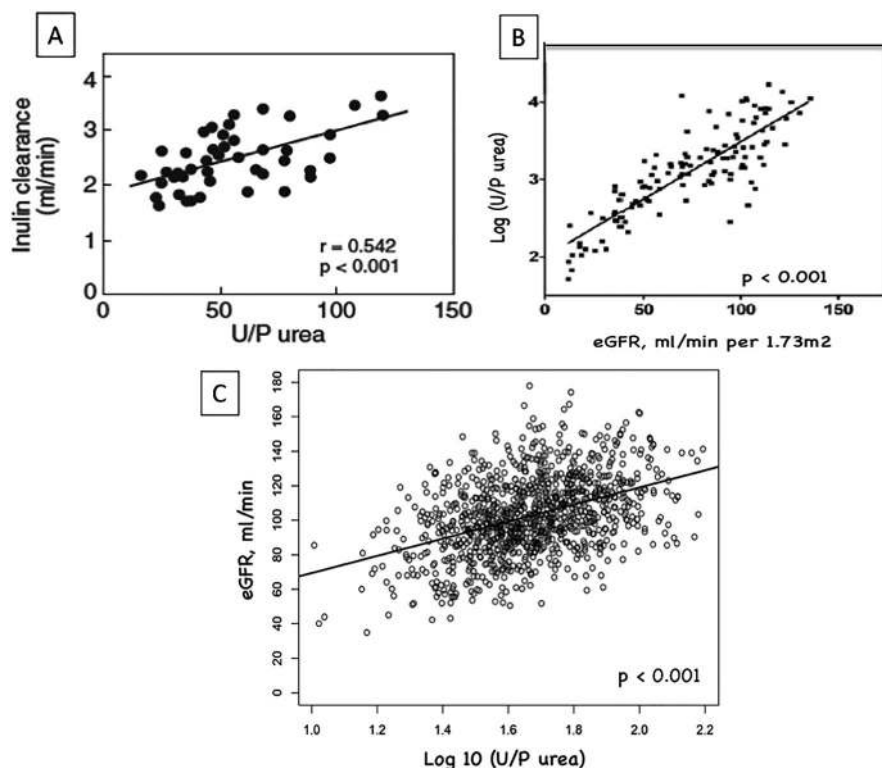 A
Inulin clearance
(ml/min)
4
3
2
1
0
0
50
100
150
r = 0.542
p < 0.001
U/P urea
B
Log (U/P urea)
4
3
2
0
50
100
150
p < 0.001
eGFR, ml/min per 1.73m2
C
eGFR, ml/min
180
160
140
120
100
80
60
40
20
0
p < 0.001
1.0
1.2
1.4
1.6
1.8
2.0
2.2
Log 10 (U/P urea)